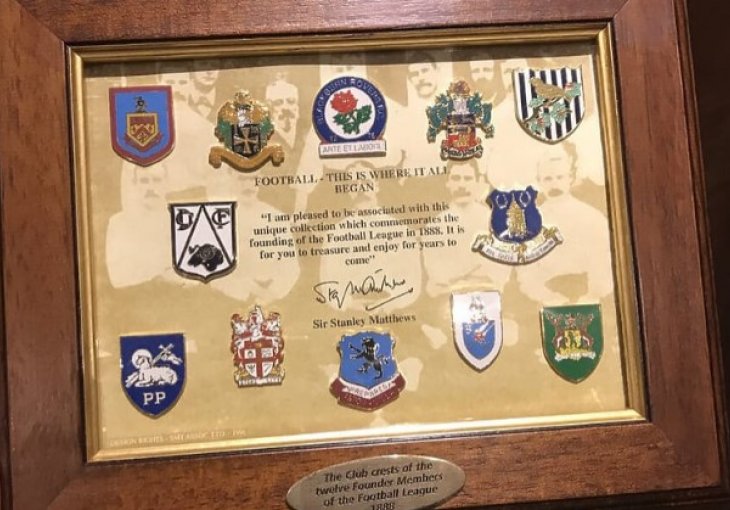 BLACKBURN ROVERS F.C.
ARTE ET LABORE
FOOTBALL - THIS IS WHERE IT ALL
BEGAN
"I am pleased to be associated with this
unique collection which commemorates the
founding of the Football League in 1888. It is
for you to treasure and enjoy for years to
come"
Sir Stanley Matthews
PP
PREPARED
DESIGN RIGHTS
The Club crests of the
twelve Founder Members
of the Football League
1888